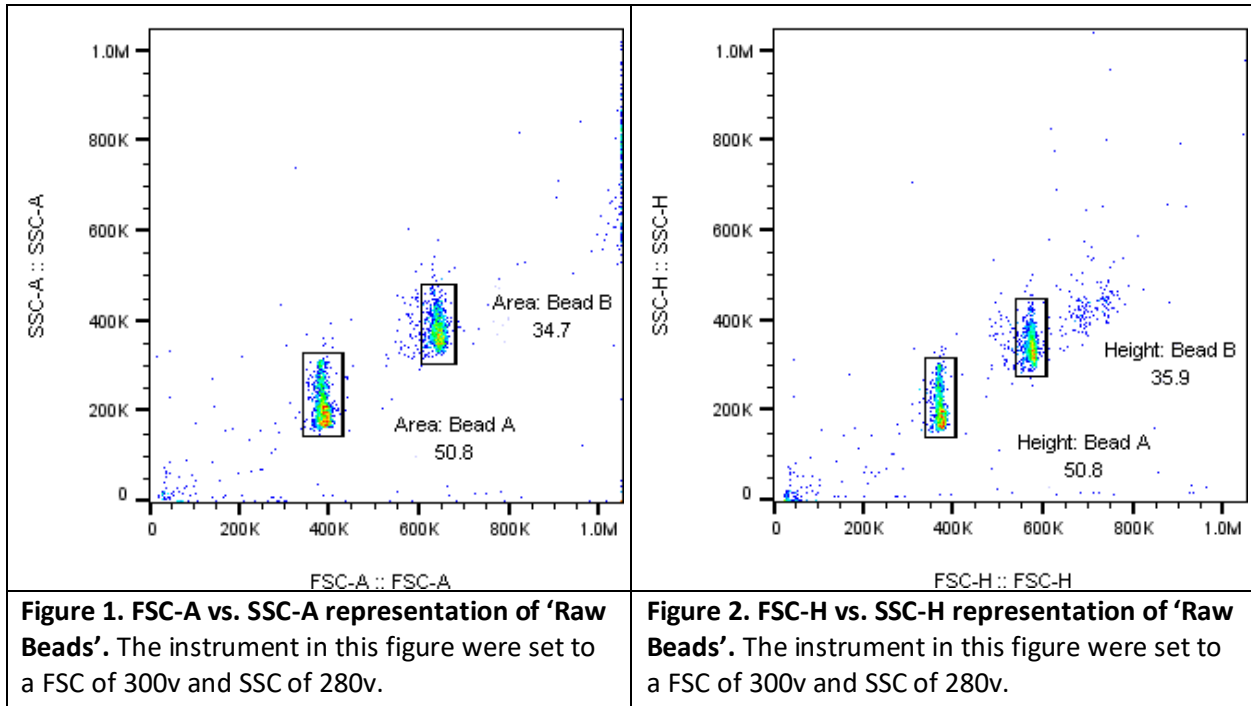 1.0M
800K
600K
400K
200K
0
SSC-A :: SSC-A
Area: Bead B
34.7
Area: Bead A
50.8
0 200K 400K 600K 800K 1.0M
FSC-A :: FSC-A
Figure 1. FSC-A vs. SSC-A representation of ‘Raw
Beads’. The instrument in this figure were set to
a FSC of 300v and SSC of 280v.
1.0M
800K
600K
400K
200K
0
SSC-H :: SSC-H
Height: Bead B
35.9
Height: Bead A
50.8
0 200K 400K 600K 800K 1.0M
FSC-H :: FSC-H
Figure 2. FSC-H vs. SSC-H representation of ‘Raw
Beads’. The instrument in this figure were set to
a FSC of 300v and SSC of 280v.